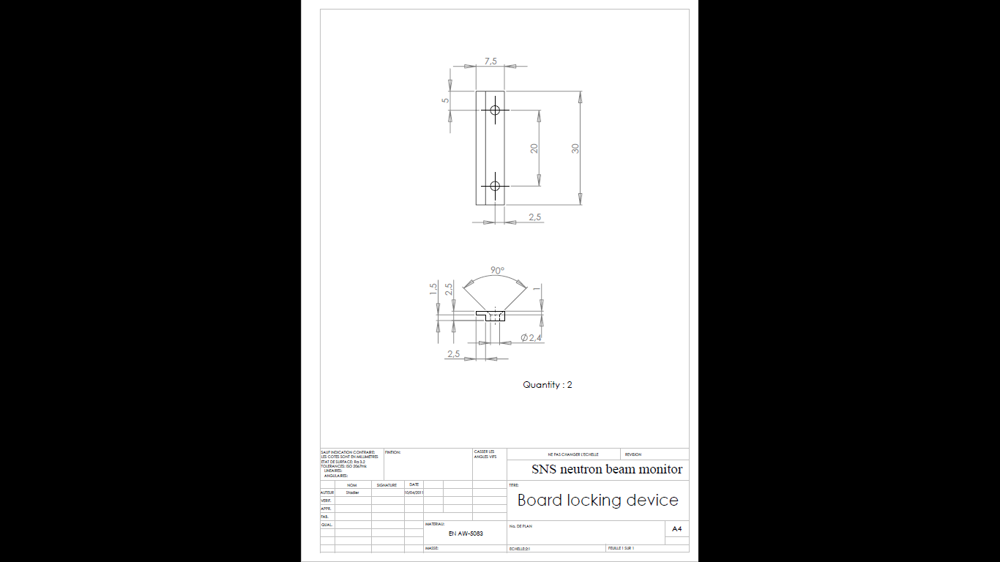 7,5
5
20
30
2,5
90°
1,5
2,5
1
Ø2,4
2,5
Quantity : 2
SAUF INDICATION CONTRAIRE:
LES COTES SONT EN MILLIMETRES
ETAT DE SURFACE: Ra 3.2
TOLERANCES: ISO 2067mk
LINEAIRES:
ANGULAIRES:
FINITION:
CASSER LES
ANGLES VIFS
NE PAS CHANGER L'ECHELLE
REVISION
SNS neutron beam monitor
NOM
SIGNATURE
DATE
TITRE:
AUTEUR
Stadler
10/06/2011
Board locking device
VERIF.
APPR.
FAB.
QUAL.
MATERIAU:
EN AW-5083
No. DE PLAN
A4
MASSE:
ECHELLE:2:1
FEUILLE 1 SUR 1